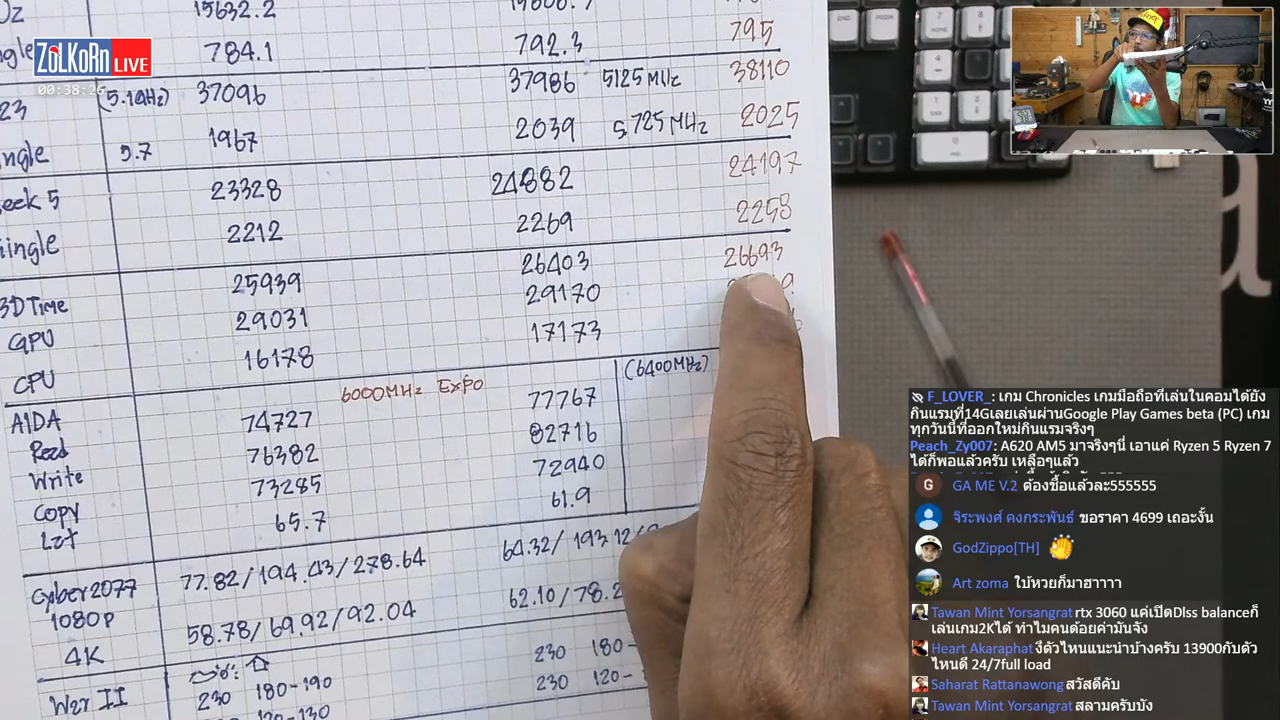 ZOLKORN LIVE
00:38:26
15632.2
784.1 792.3 795
23 (5.1GHz) 37096 37986 5125 MHz 38110
5.7 1967 2039 5725 MHz 2025
eek 5 23328 24882 24197
2212 2269 2258
3D Time 25939 26403 26693
GPU 29031 29170
CPU 16178 17173
6000MHz Expo (6400MHz)
AIDA
Read 74727 77767
Write 76382 82716
Copy 73285 72940
Lat 65.7 61.9
Cyber2077
1080P 77.82/194.43/278.64 64.32/193.12/
4K 58.78/69.92/92.04 62.10/78.2
War II 230 180-190 230 180-
120-130 230 120-
END PGDN
F_LOVER_: เกม Chronicles เกมมือถือที่เล่นในคอมได้ยัง
กินแรมที่14Gเลยเล่นผ่านGoogle Play Games beta (PC) เกม
ทุกวันนี้ที่ออกใหม่กินแรมจริงๆ
Peach_Zy007: A620 AM5 มาจริงๆนี่ เอาแค่ Ryzen 5 Ryzen 7
ได้ก็พอแล้วครับ เหลือๆแล้ว
G GA ME V.2 ต้องซื้อแล้วละ555555
จิระพงศ์ คงกระพันธ์ ขอราคา 4699 เถอะงั้น
GodZippo[TH] 👏
Art zoma ใบ้หวยก็มาฮาาาา
Tawan Mint Yorsangrat rtx 3060 แค่เปิดDlss balanceก็
เล่นเกม2Kได้ ทำไมคนด้อยค่ามันจัง
Heart Akaraphat งี้ตัวไหนแนะนำบ้างครับ 13900กับตัว
ไหนดี 24/7full load
Saharat Rattanawong สวัสดีคับ
Tawan Mint Yorsangrat สลามครับบัง